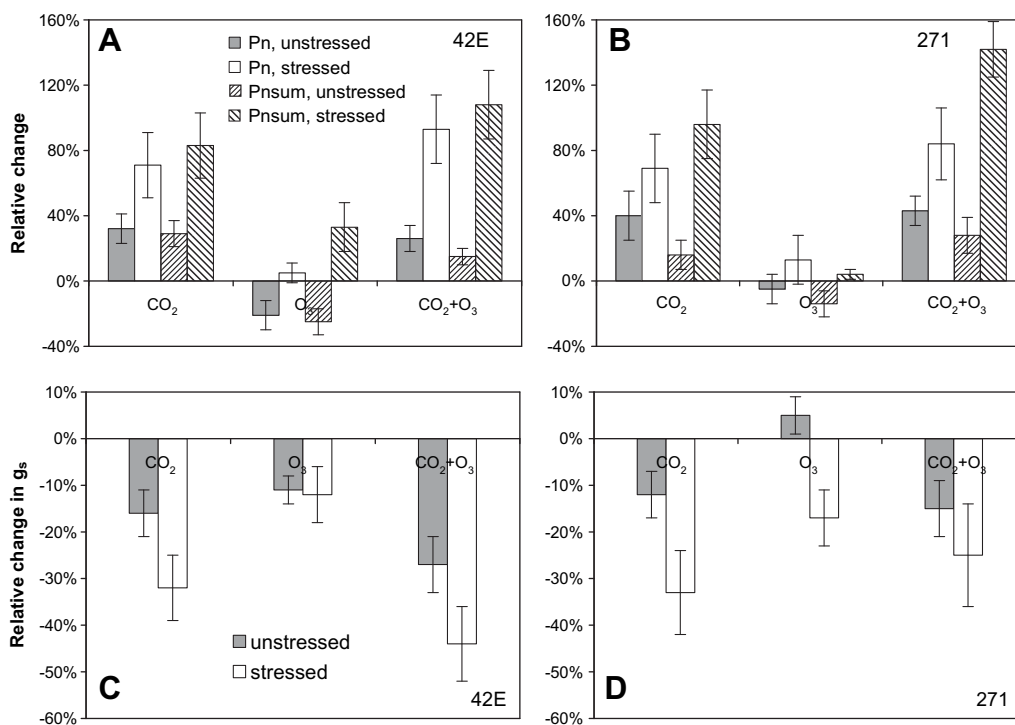 A
42E
Pn, unstressed
Pn, stressed
Pnsum, unstressed
Pnsum, stressed
Relative change
160%
120%
80%
40%
0%
-40%
CO2
O3
CO2+O3
B
271
160%
120%
80%
40%
0%
-40%
CO2
O3
CO2+O3
Relative change in gs
10%
0%
-10%
-20%
-30%
-40%
-50%
-60%
CO2
O3
CO2+O3
unstressed
stressed
C
42E
10%
0%
-10%
-20%
-30%
-40%
-50%
-60%
CO2
O3
CO2+O3
D
271